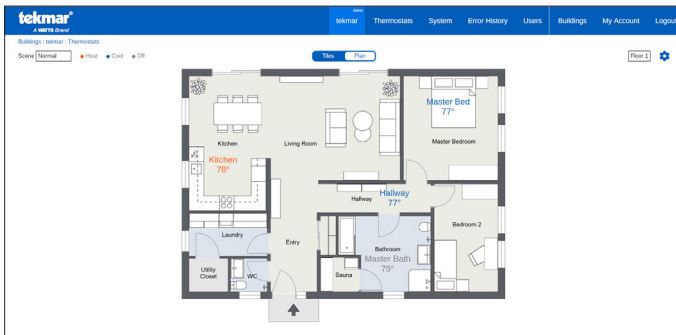 tekmar
A WATTS Brand
tekmar
Thermostats
System
Error History
Users
Buildings
My Account
Logout
Buildings | tekmar | Thermostats
Scene Normal
Heat
Cool
Off
Tiles
Plan
Floor 1
Master Bed
77°
Master Bedroom
Kitchen
Living Room
Kitchen
78°
Hallway
Hallway
77°
Bedroom 2
Laundry
Entry
Bathroom
Master Bath
79°
Utility
Closet
WC
Sauna